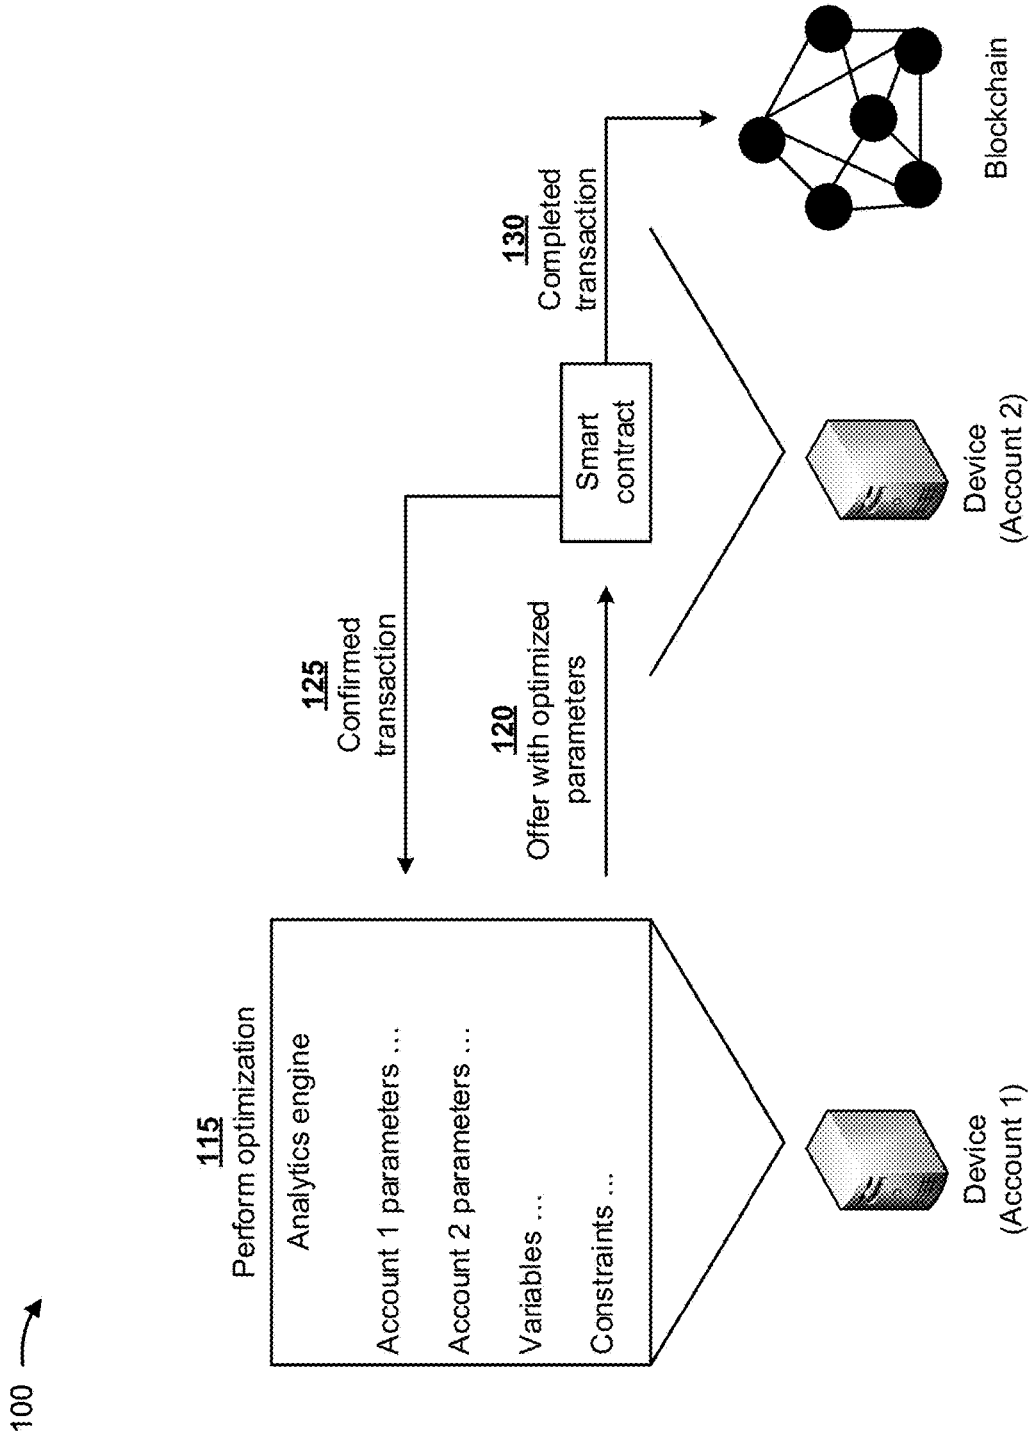 100
115
Perform optimization
Analytics engine
Account 1 parameters ...
Account 2 parameters ...
Variables ...
Constraints ...
125
Confirmed
transaction
120
Offer with optimized
parameters
Smart
contract
130
Completed
transaction
Device
(Account 1)
Device
(Account 2)
Blockchain